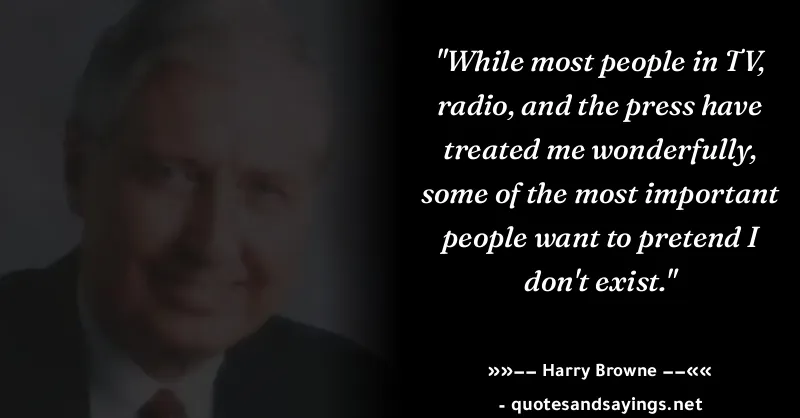 "While most people in TV,
radio, and the press have
treated me wonderfully,
some of the most important
people want to pretend I
don't exist."
»»–– Harry Browne ––««
- quotesandsayings.net